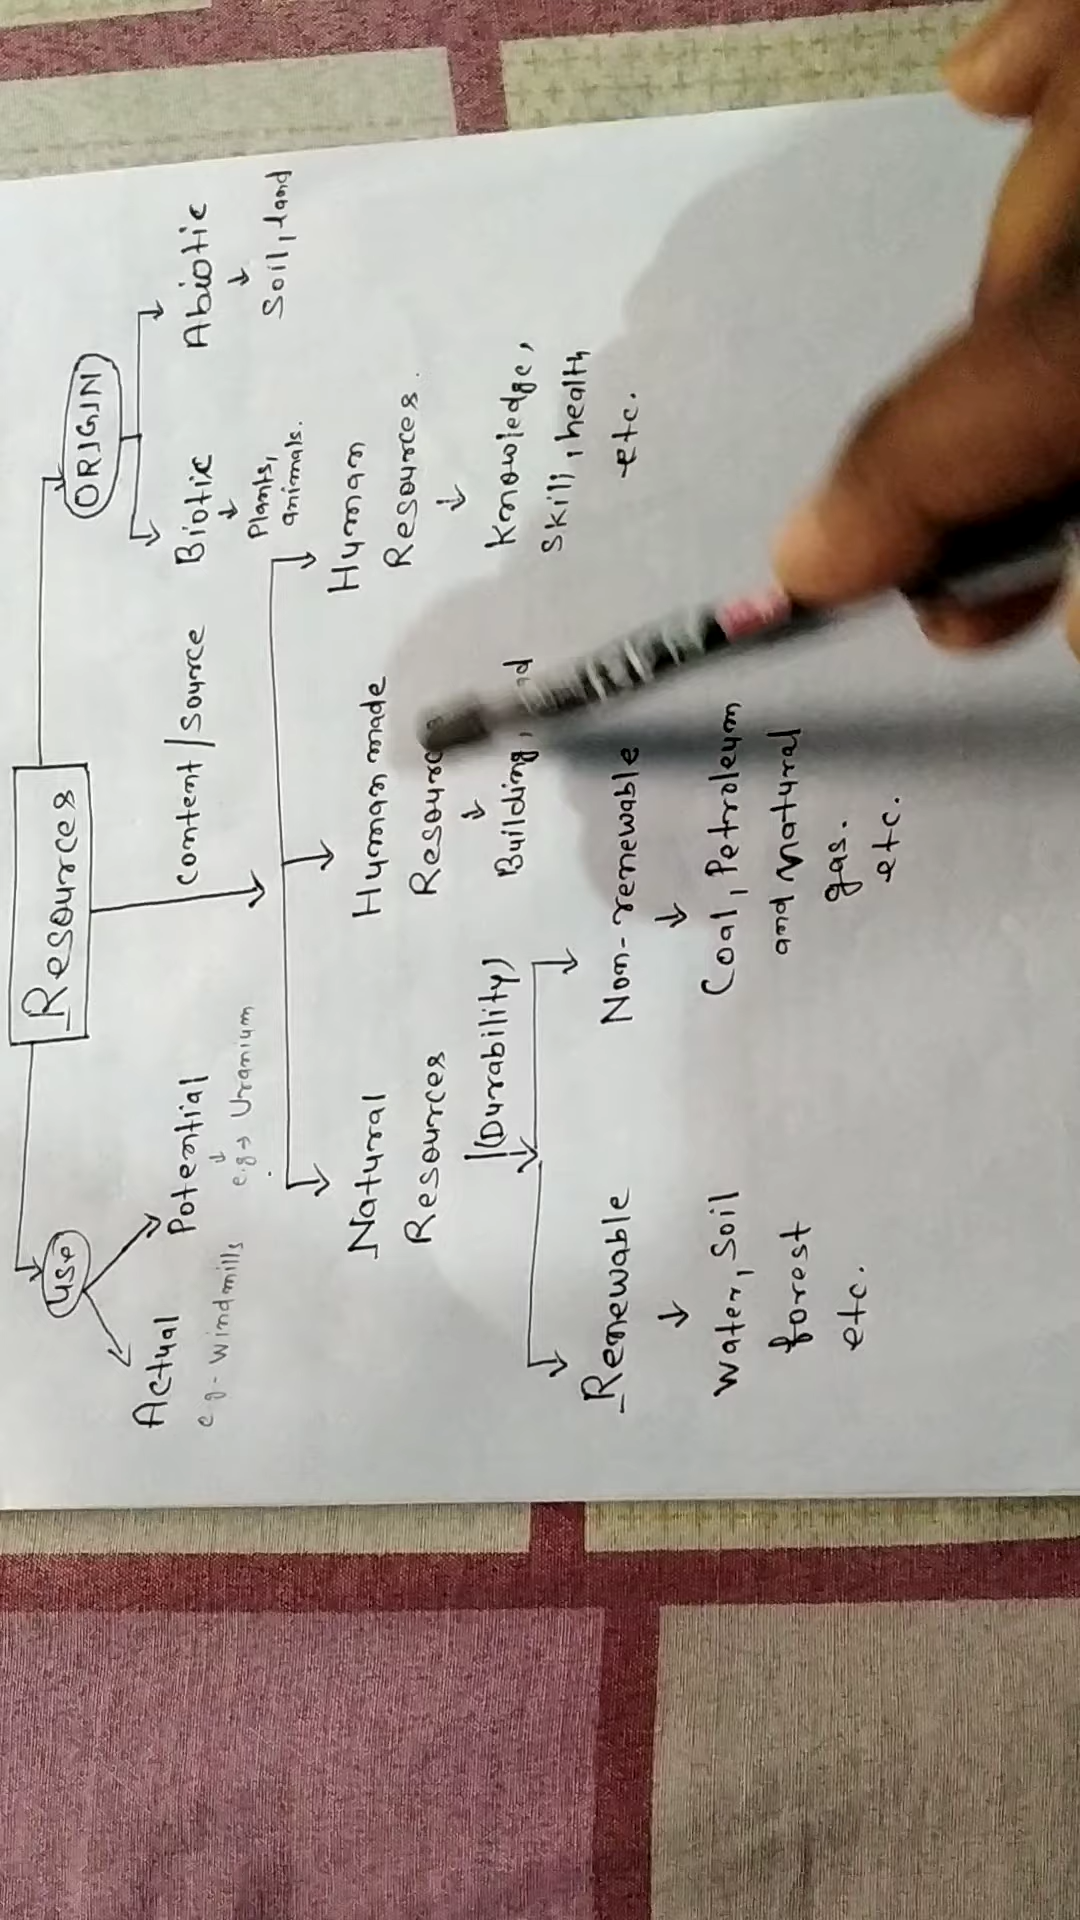 Resources
use
ORIGIN
Actual
e.g - windmills
Potential
e.g → Uranium
content/source
Biotic
Plants,
animals.
Abiotic
Soil, land
Natural
Resources
Human made
Human
Resources.
Building,
knowledge,
skill, health
etc.
(Durability)
Renewable
Water, Soil
forest
etc.
Non-renewable
Coal, Petroleum
and natural
gas.
etc.